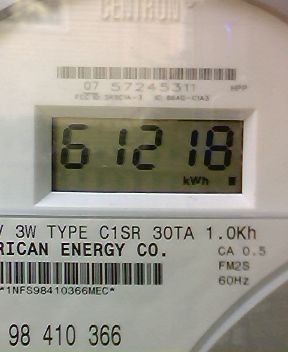 CENTRON
07 57245311 HPP
61218
kWh
V 3W TYPE C1SR 30TA 1.0Kh
RICAN ENERGY CO. CA 0.5
FM2S
60Hz
*1NFS98410366MEC*
98 410 366